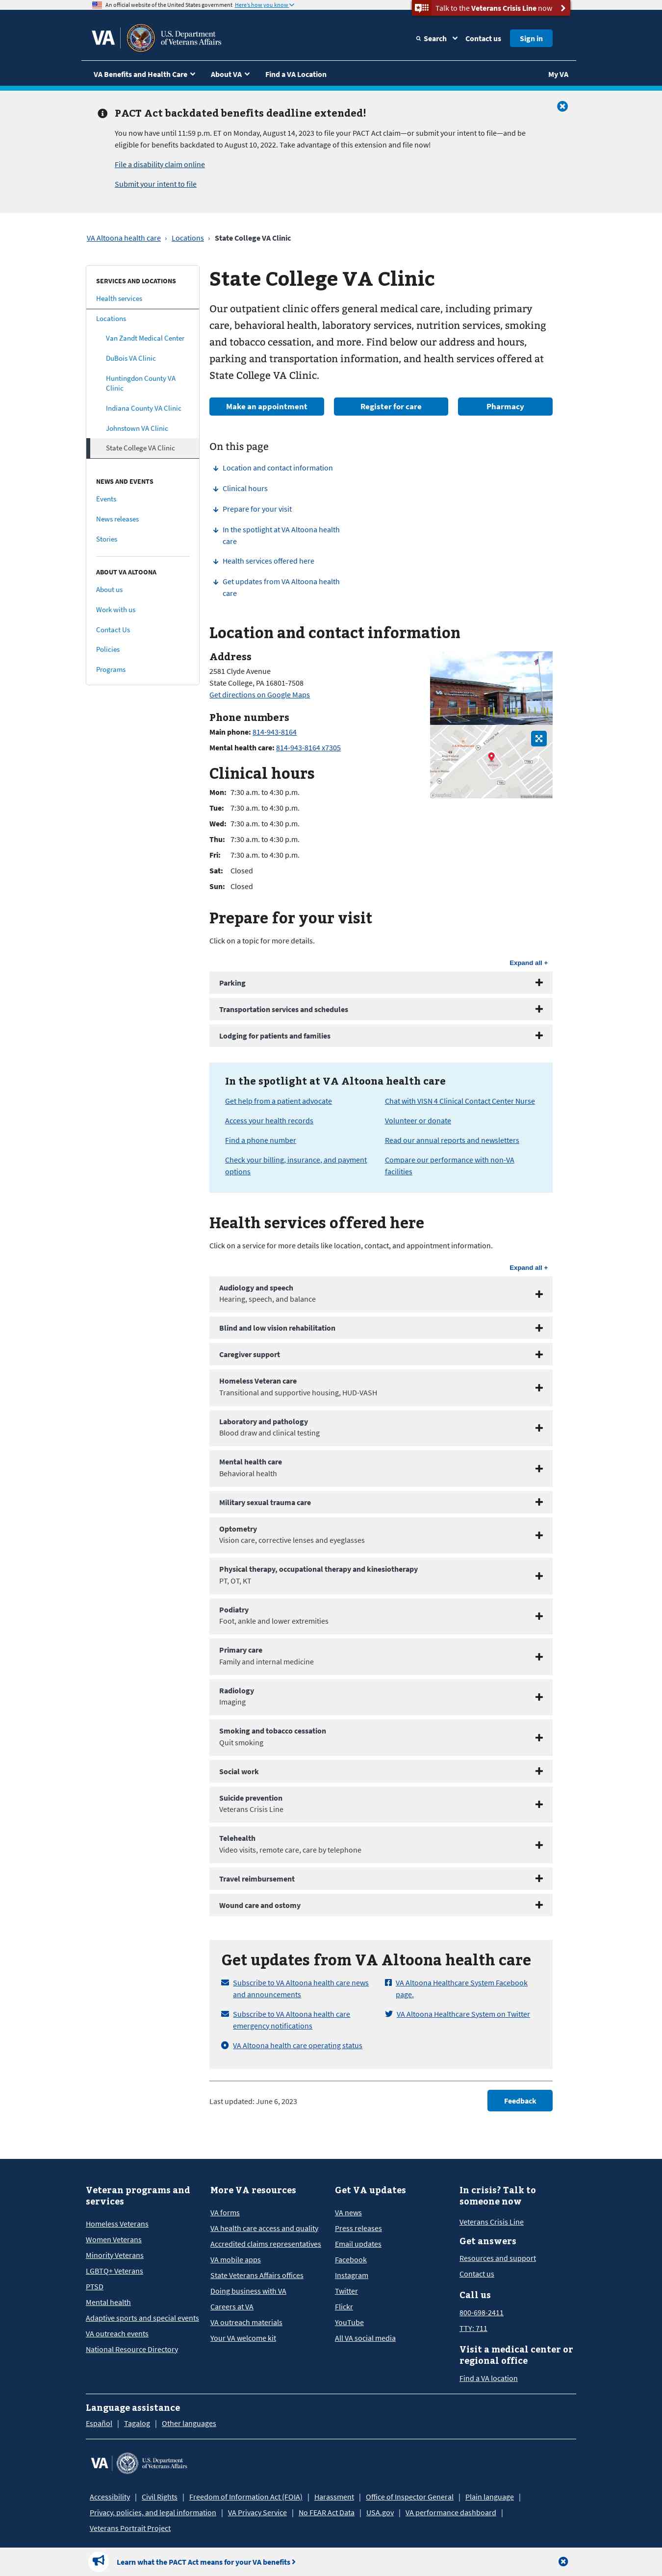 An official website of the United States government Here's how you know
Talk to the Veterans Crisis Line now
VA
U.S. Department
of Veterans Affairs
Search
Contact us
Sign in
VA Benefits and Health Care
About VA
Find a VA Location
My VA
PACT Act backdated benefits deadline extended!
You now have until 11:59 p.m. ET on Monday, August 14, 2023 to file your PACT Act claim—or submit your intent to file—and be
eligible for benefits backdated to August 10, 2022. Take advantage of this extension and file now!
File a disability claim online
Submit your intent to file
VA Altoona health care › Locations › State College VA Clinic
SERVICES AND LOCATIONS
Health services
Locations
Van Zandt Medical Center
DuBois VA Clinic
Huntingdon County VA
Clinic
Indiana County VA Clinic
Johnstown VA Clinic
State College VA Clinic
NEWS AND EVENTS
Events
News releases
Stories
ABOUT VA ALTOONA
About us
Work with us
Contact Us
Policies
Programs
State College VA Clinic
Our outpatient clinic offers general medical care, including primary
care, behavioral health, laboratory services, nutrition services, smoking
and tobacco cessation, and more. Find below our address and hours,
parking and transportation information, and health services offered at
State College VA Clinic.
Make an appointment
Register for care
Pharmacy
On this page
Location and contact information
Clinical hours
Prepare for your visit
In the spotlight at VA Altoona health
care
Health services offered here
Get updates from VA Altoona health
care
Location and contact information
Address
2581 Clyde Avenue
State College, PA 16801-7508
Get directions on Google Maps
Phone numbers
Main phone: 814-943-8164
Mental health care: 814-943-8164 x7305
Clinical hours
Mon: 7:30 a.m. to 4:30 p.m.
Tue: 7:30 a.m. to 4:30 p.m.
Wed: 7:30 a.m. to 4:30 p.m.
Thu: 7:30 a.m. to 4:30 p.m.
Fri: 7:30 a.m. to 4:30 p.m.
Sat: Closed
Sun: Closed
Prepare for your visit
Click on a topic for more details.
Expand all +
Parking
Transportation services and schedules
Lodging for patients and families
In the spotlight at VA Altoona health care
Get help from a patient advocate
Access your health records
Find a phone number
Check your billing, insurance, and payment
options
Chat with VISN 4 Clinical Contact Center Nurse
Volunteer or donate
Read our annual reports and newsletters
Compare our performance with non-VA
facilities
Health services offered here
Click on a service for more details like location, contact, and appointment information.
Expand all +
Audiology and speech
Hearing, speech, and balance
Blind and low vision rehabilitation
Caregiver support
Homeless Veteran care
Transitional and supportive housing, HUD-VASH
Laboratory and pathology
Blood draw and clinical testing
Mental health care
Behavioral health
Military sexual trauma care
Optometry
Vision care, corrective lenses and eyeglasses
Physical therapy, occupational therapy and kinesiotherapy
PT, OT, KT
Podiatry
Foot, ankle and lower extremities
Primary care
Family and internal medicine
Radiology
Imaging
Smoking and tobacco cessation
Quit smoking
Social work
Suicide prevention
Veterans Crisis Line
Telehealth
Video visits, remote care, care by telephone
Travel reimbursement
Wound care and ostomy
Get updates from VA Altoona health care
Subscribe to VA Altoona health care news
and announcements
Subscribe to VA Altoona health care
emergency notifications
VA Altoona health care operating status
VA Altoona Healthcare System Facebook
page.
VA Altoona Healthcare System on Twitter
Last updated: June 6, 2023
Feedback
Veteran programs and
services
Homeless Veterans
Women Veterans
Minority Veterans
LGBTQ+ Veterans
PTSD
Mental health
Adaptive sports and special events
VA outreach events
National Resource Directory
More VA resources
VA forms
VA health care access and quality
Accredited claims representatives
VA mobile apps
State Veterans Affairs offices
Doing business with VA
Careers at VA
VA outreach materials
Your VA welcome kit
Get VA updates
VA news
Press releases
Email updates
Facebook
Instagram
Twitter
Flickr
YouTube
All VA social media
In crisis? Talk to
someone now
Veterans Crisis Line
Get answers
Resources and support
Contact us
Call us
800-698-2411
TTY: 711
Visit a medical center or
regional office
Find a VA location
Language assistance
Español | Tagalog | Other languages
VA
U.S. Department
of Veterans Affairs
Accessibility | Civil Rights | Freedom of Information Act (FOIA) | Harassment | Office of Inspector General | Plain language |
Privacy, policies, and legal information | VA Privacy Service | No FEAR Act Data | USA.gov | VA performance dashboard |
Veterans Portrait Project
Learn what the PACT Act means for your VA benefits